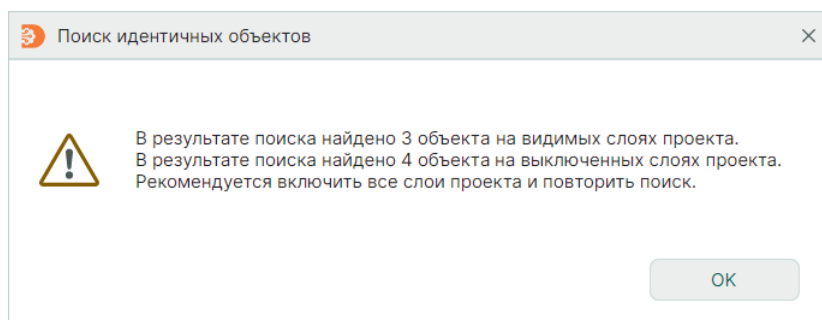 Поиск идентичных объектов
В результате поиска найдено 3 объекта на видимых слоях проекта.
В результате поиска найдено 4 объекта на выключенных слоях проекта.
Рекомендуется включить все слои проекта и повторить поиск.
OK